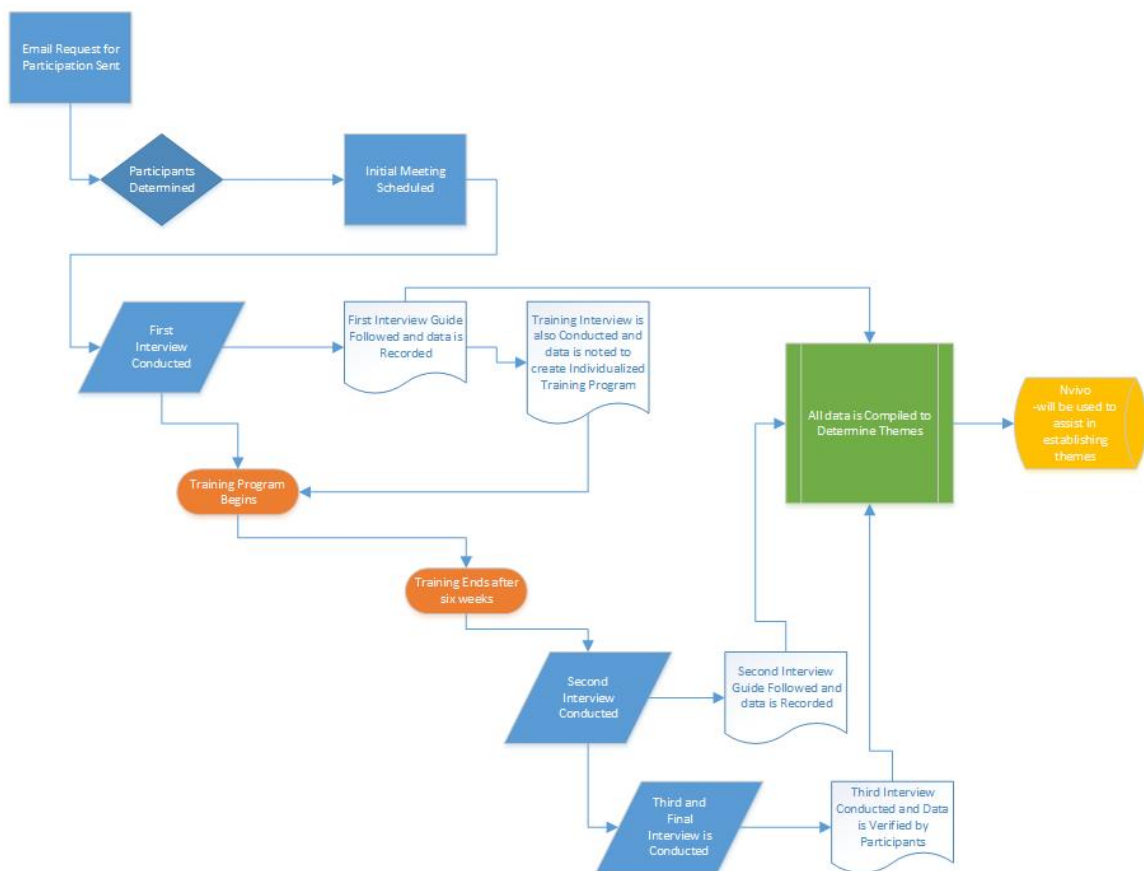 Email Request for
Participation Sent
Participants
Determined
Initial Meeting
Scheduled
First
Interview
Conducted
First Interview Guide
Followed and data is
Recorded
Training Interview is
also Conducted and
data is noted to
create Individualized
Training Program
All data is Compiled to
Determine Themes
Nvivo
-will be used to
assist in
establishing
themes
Training Program
Begins
Training Ends after
six weeks
Second
Interview
Conducted
Second Interview
Guide Followed and
data is Recorded
Third and
Final
Interview is
Conducted
Third Interview
Conducted and Data
is Verified by
Participants